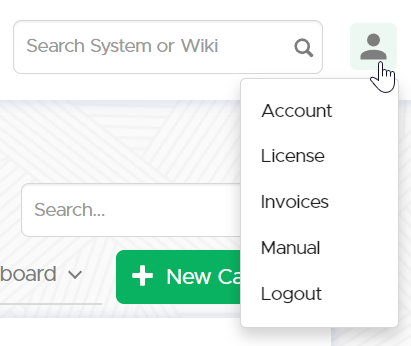 Search System or Wiki
Account
License
Search...
Invoices
Manual
board
New Ca
Logout